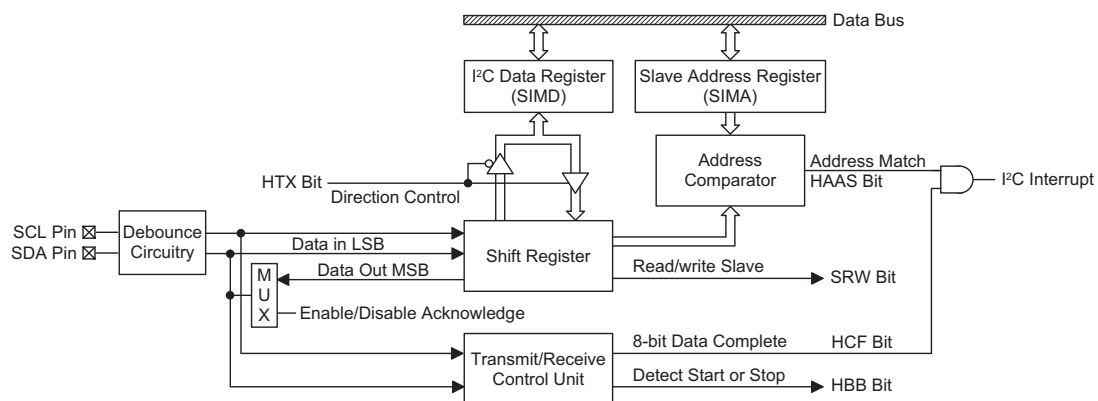 Data Bus
I²C Data Register
(SIMD)
Slave Address Register
(SIMA)
HTX Bit
Direction Control
Address
Comparator
Address Match
HAAS Bit
I²C Interrupt
SCL Pin
SDA Pin
Debounce
Circuitry
Data in LSB
Shift Register
Data Out MSB
MUX
Enable/Disable Acknowledge
Read/write Slave
SRW Bit
Transmit/Receive
Control Unit
8-bit Data Complete
HCF Bit
Detect Start or Stop
HBB Bit